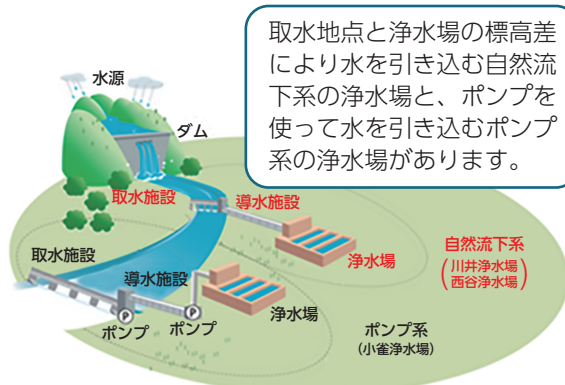 取水地点と浄水場の標高差
により水を引き込む自然流
下系の浄水場と、ポンプを
使って水を引き込むポンプ
系の浄水場があります。
水源
ダム
取水施設
導水施設
浄水場
自然流下系
(川井浄水場
西谷浄水場)
取水施設
導水施設
P
ポンプ
P
ポンプ
浄水場
ポンプ系
(小雀浄水場)